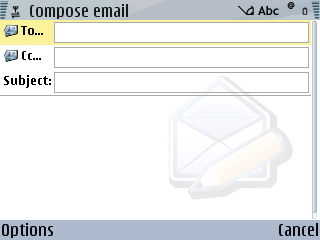 Compose email
Abc
0
To...
Cc...
Subject:
Options
Cancel